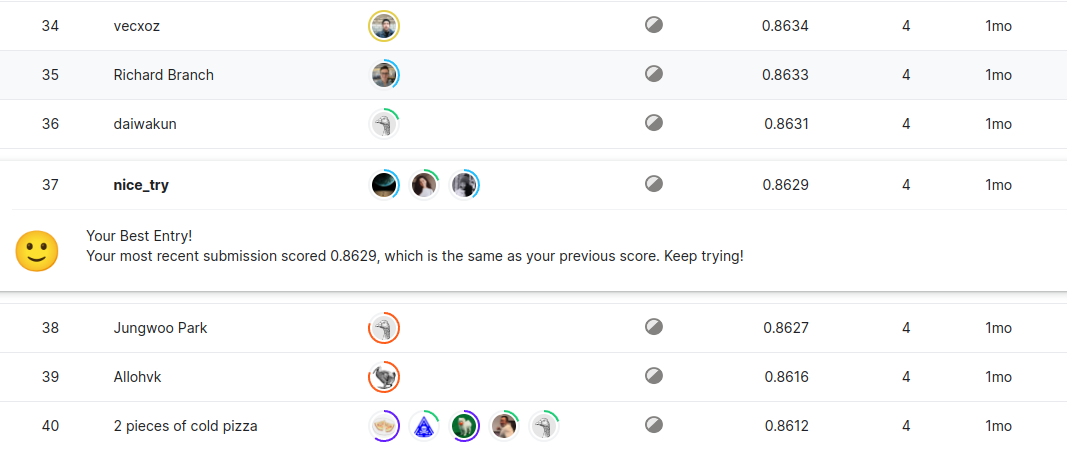 34 vecxoz 0.8634 4 1mo
35 Richard Branch 0.8633 4 1mo
36 daiwakun 0.8631 4 1mo
37 nice_try 0.8629 4 1mo
Your Best Entry!
Your most recent submission scored 0.8629, which is the same as your previous score. Keep trying!
38 Jungwoo Park 0.8627 4 1mo
39 Allohvk 0.8616 4 1mo
40 2 pieces of cold pizza 0.8612 4 1mo